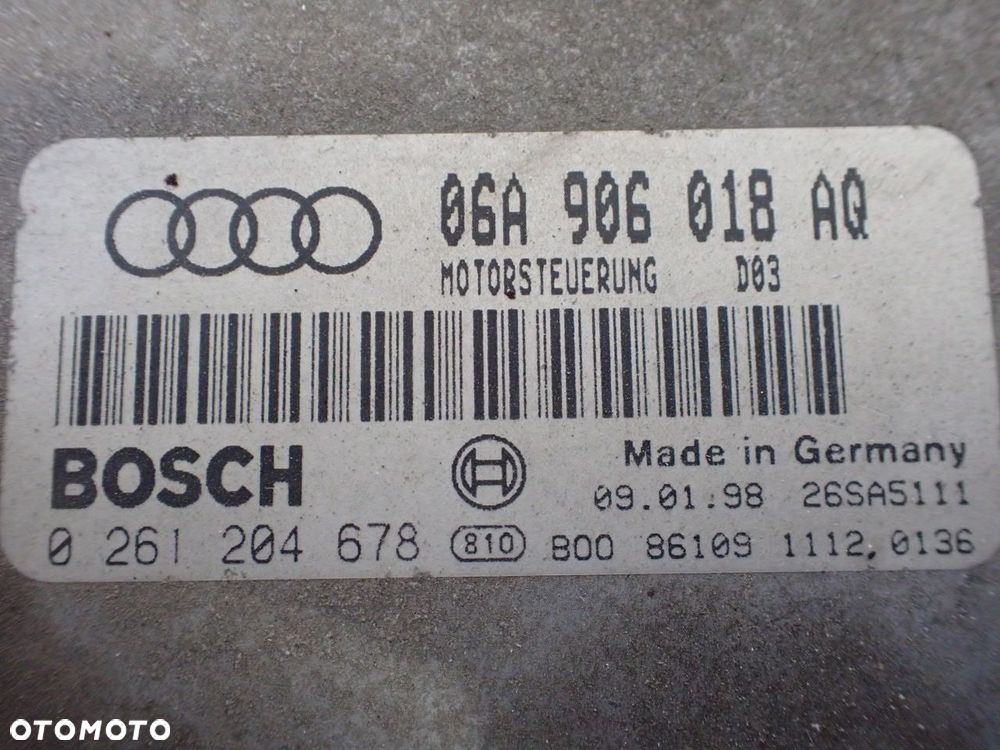 06A 906 018 AQ
MOTORSTEUERUNG D03
BOSCH
Made in Germany
09.01.98 26SA5111
0 261 204 678 810 B00 86109 1112,0136
OTOMOTO